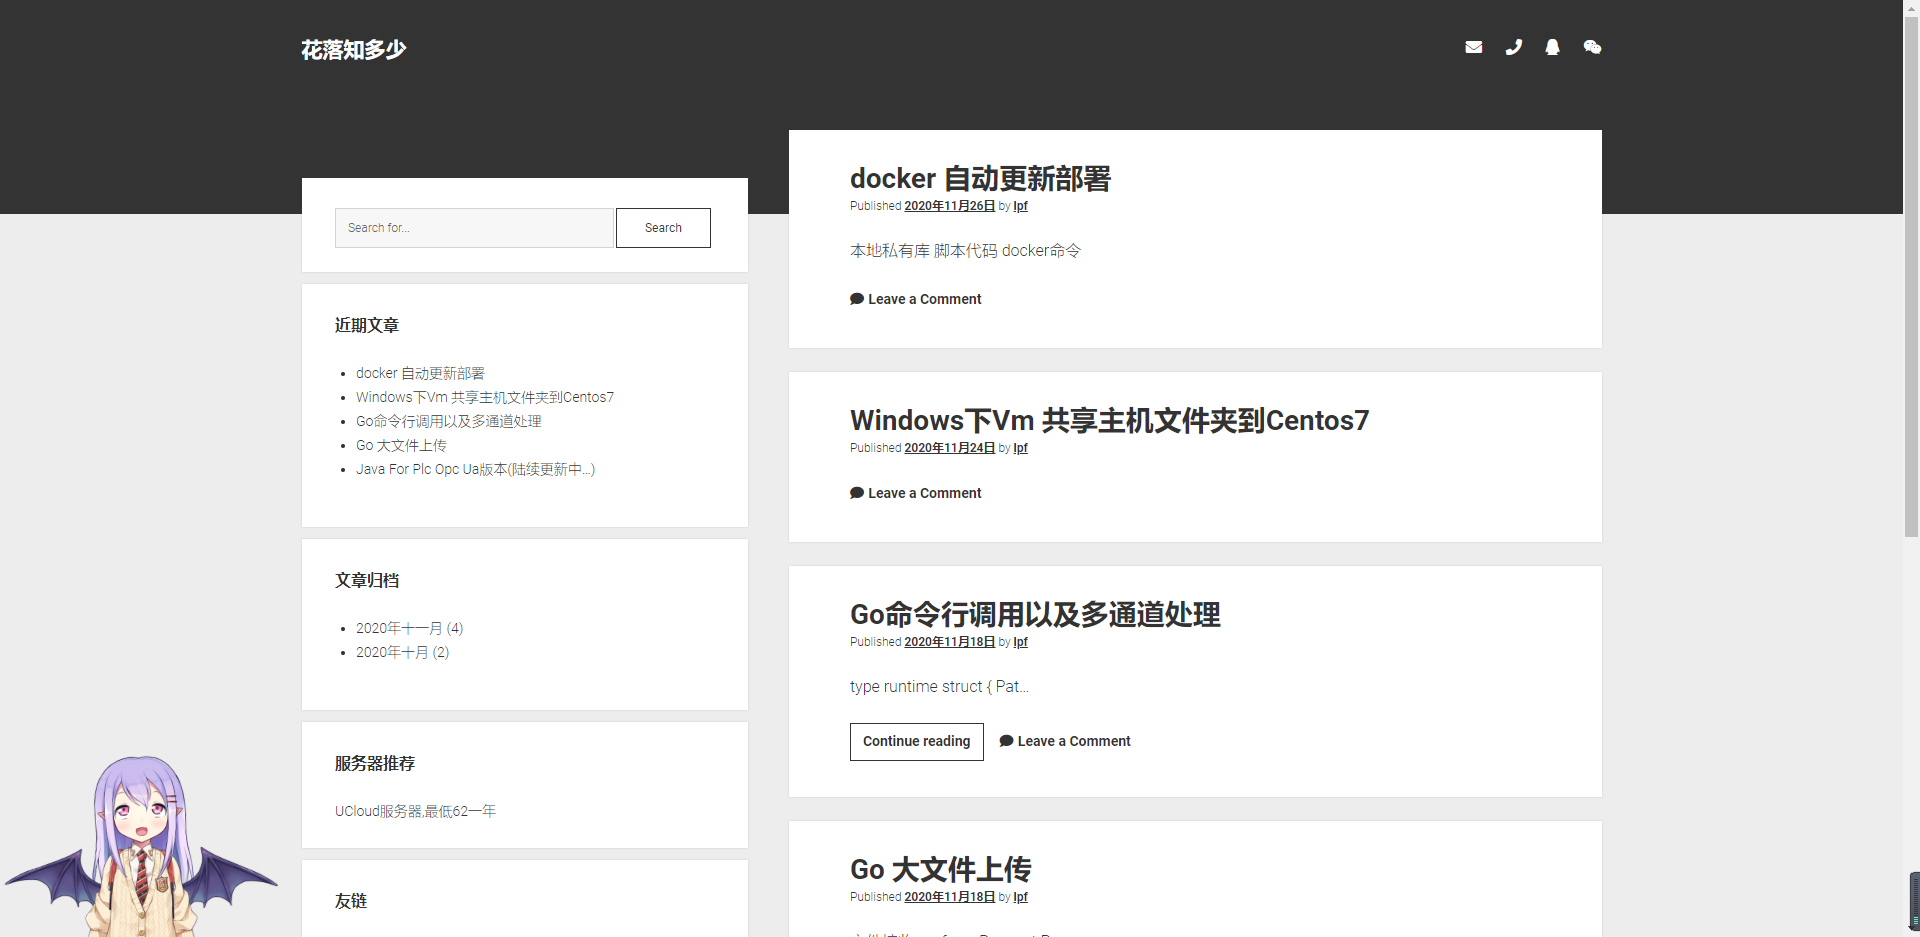 花落知多少
Search for...
Search
近期文章
docker 自动更新部署
Windows下Vm 共享主机文件夹到Centos7
Go命令行调用以及多通道处理
Go 大文件上传
Java For Plc Opc Ua版本(陆续更新中...)
文章归档
2020年十一月 (4)
2020年十月 (2)
服务器推荐
UCloud服务器,最低62一年
友链
docker 自动更新部署
Published 2020年11月26日 by lpf
本地私有库 脚本代码 docker命令
Leave a Comment
Windows下Vm 共享主机文件夹到Centos7
Published 2020年11月24日 by lpf
Leave a Comment
Go命令行调用以及多通道处理
Published 2020年11月18日 by lpf
type runtime struct { Pat...
Continue reading
Leave a Comment
Go 大文件上传
Published 2020年11月18日 by lpf